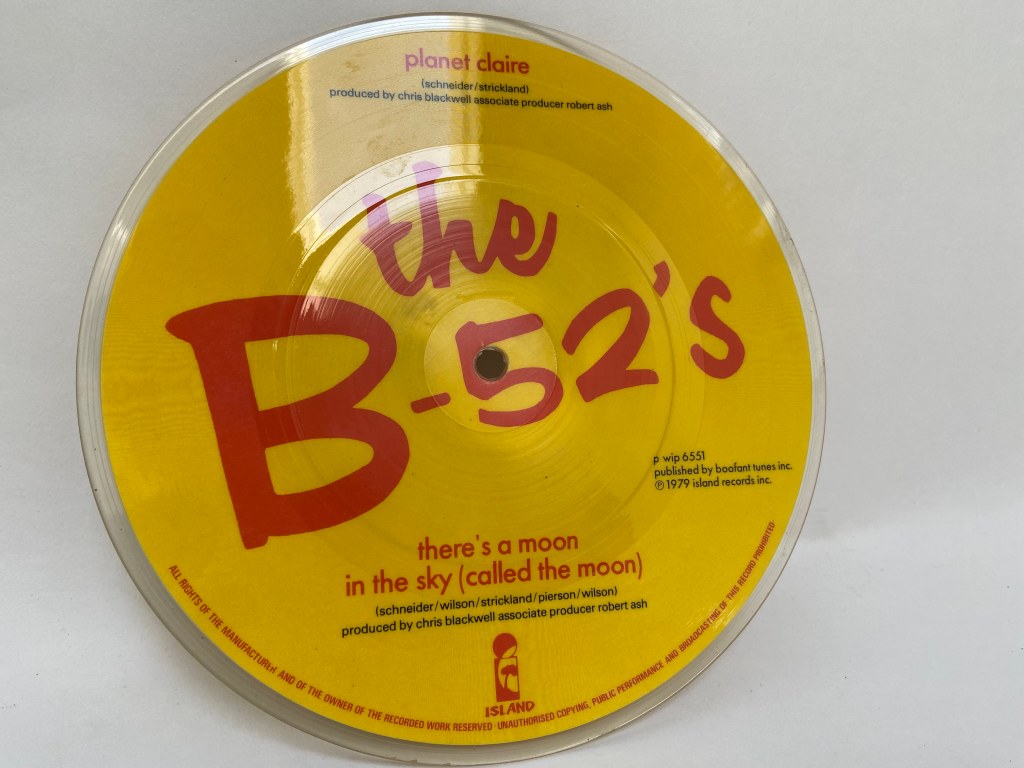 planet claire
(schneider/strickland)
produced by chris blackwell associate producer robert ash
the
B-52's
p wip 6551
published by boofant tunes inc.
℗ 1979 island records inc.
there's a moon
in the sky (called the moon)
(schneider/wilson/strickland/pierson/wilson)
produced by chris blackwell associate producer robert ash
ISLAND
ALL RIGHTS OF THE MANUFACTURER AND OF THE OWNER OF THE RECORDED WORK RESERVED · UNAUTHORISED COPYING, PUBLIC PERFORMANCE AND BROADCASTING OF THIS RECORD PROHIBITED·